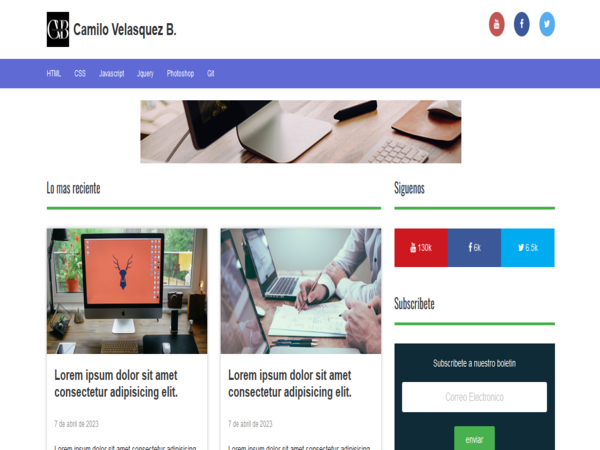 Camilo Velasquez B.
HTML CSS Javascript Jquery Photoshop Git
Lo mas reciente
Siguenos
130k 6k 6.5k
Subscribete
Subscribete a nuestro boletin
Correo Electronico
enviar
Lorem ipsum dolor sit amet
consectetur adipisicing elit.
7 de abril de 2023
Lorem ipsum dolor sit amet consectetur adipisicing
Lorem ipsum dolor sit amet
consectetur adipisicing elit.
7 de abril de 2023
Lorem ipsum dolor sit amet consectetur adipisicing